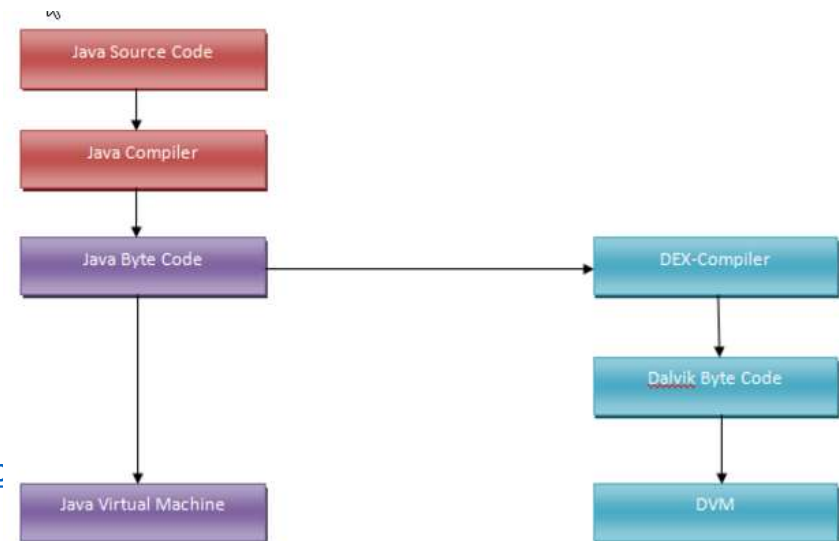 Java Source Code
Java Compiler
Java Byte Code
DEX-Compiler
Dalvik Byte Code
Java Virtual Machine
DVM